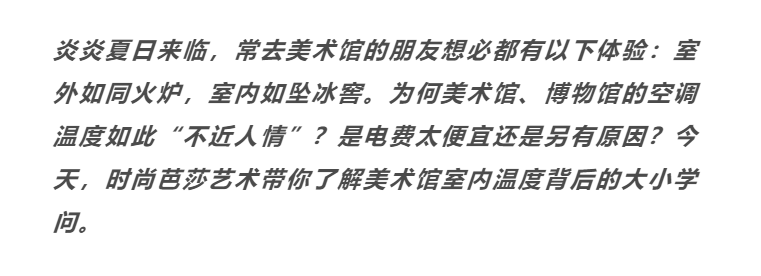 炎炎夏日来临，常去美术馆的朋友想必都有以下体验：室
外如同火炉，室内如坠冰窖。为何美术馆、博物馆的空调
温度如此“不近人情”？是电费太便宜还是另有原因？今
天，时尚芭莎艺术带你了解美术馆室内温度背后的大小学
问。